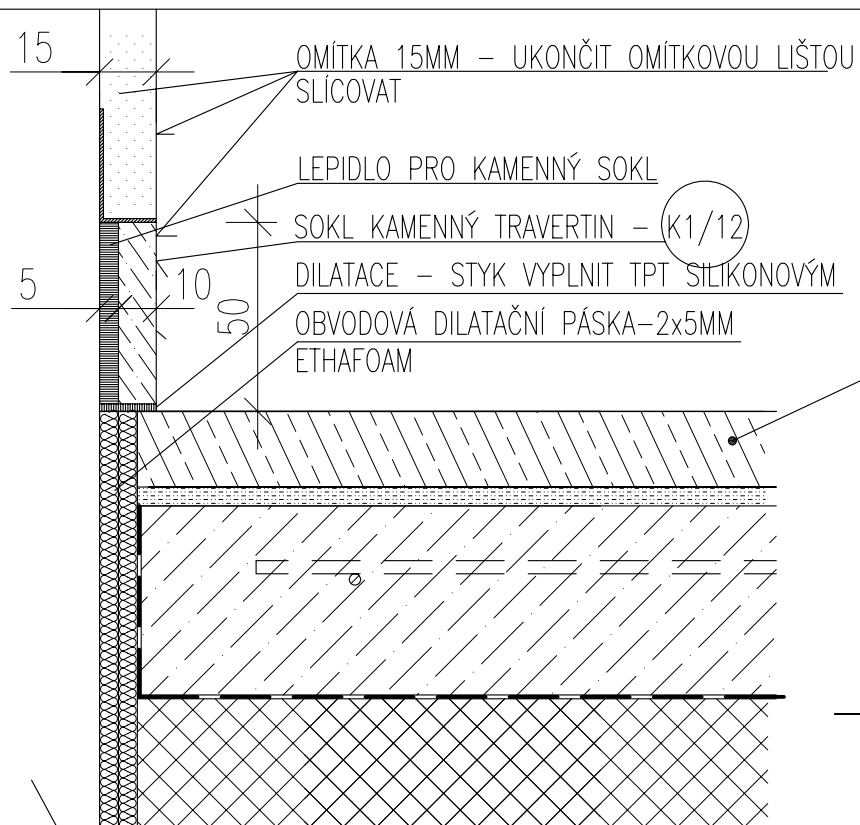 15
OMÍTKA 15MM – UKONČIT OMÍTKOVOU LIŠTOU
SLÍCOVAT
LEPIDLO PRO KAMENNÝ SOKL
SOKL KAMENNÝ TRAVERTIN – K1/12
5
10
50
DILATACE – STYK VYPLNIT TPT SILIKONOVÝM
OBVODOVÁ DILATAČNÍ PÁSKA–2x5MM
ETHAFOAM